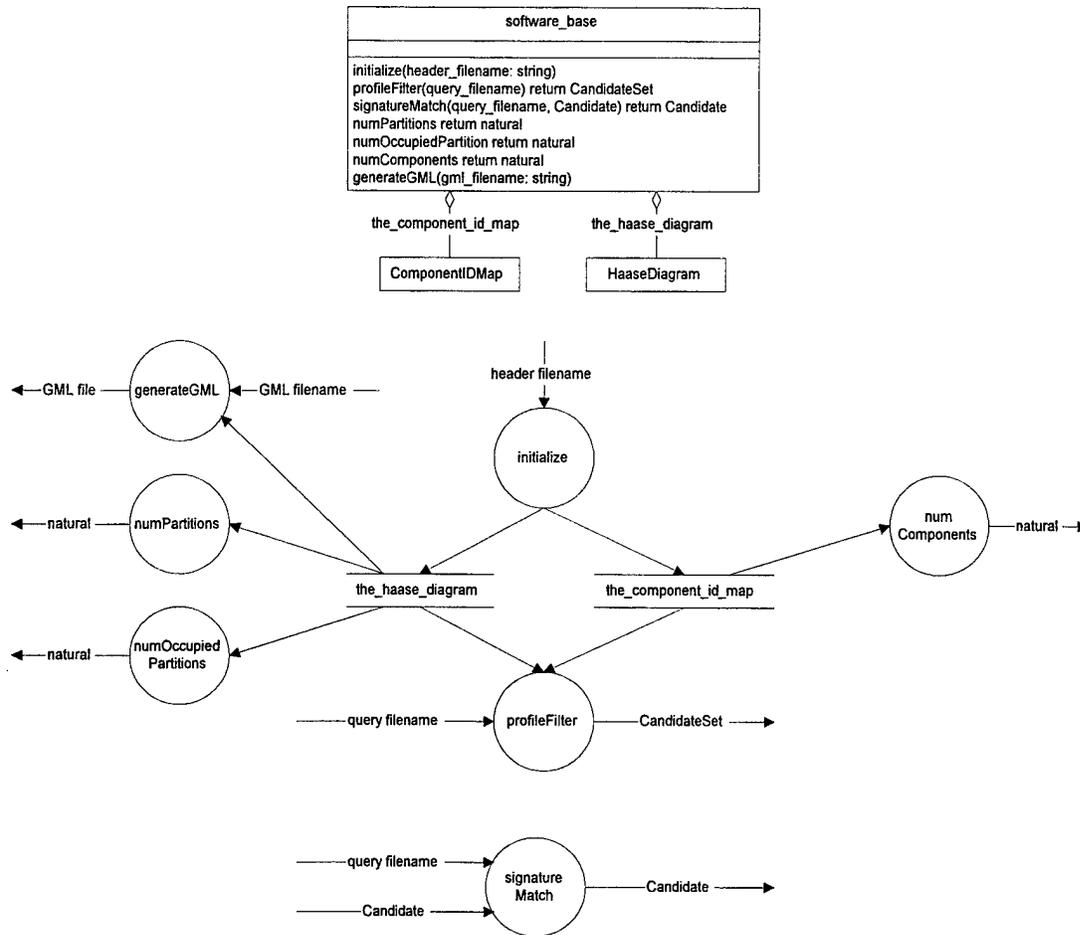 software_base
initialize(header_filename: string)
profileFilter(query_filename) return CandidateSet
signatureMatch(query_filename, Candidate) return Candidate
numPartitions return natural
numOccupiedPartition return natural
numComponents return natural
generateGML(gml_filename: string)
the_component_id_map
the_haase_diagram
ComponentIDMap
HaaseDiagram
header filename
GML file
generateGML
GML filename
initialize
natural
numPartitions
num
Components
natural
the_haase_diagram
the_component_id_map
natural
numOccupied
Partitions
query filename
profileFilter
CandidateSet
query filename
signature
Match
Candidate
Candidate